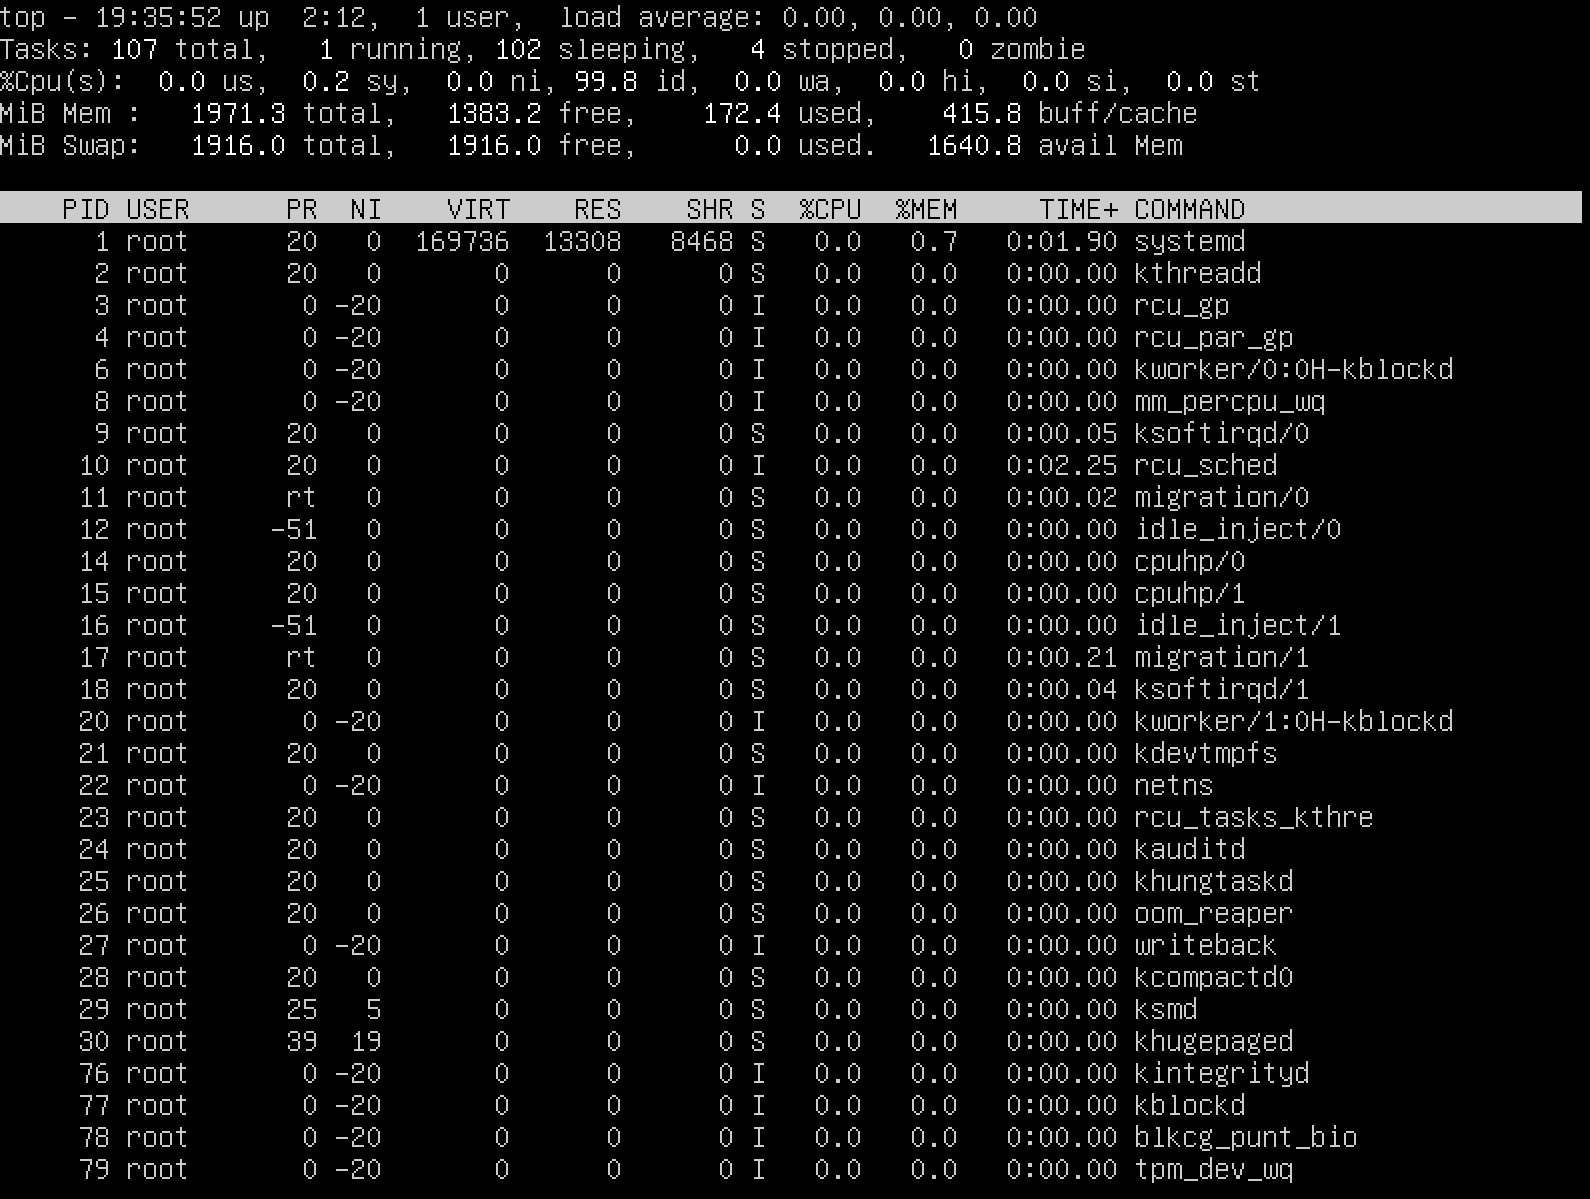 top - 19:35:52 up  2:12,  1 user,  load average: 0.00, 0.00, 0.00
Tasks: 107 total,   1 running, 102 sleeping,   4 stopped,   0 zombie
%Cpu(s):  0.0 us,  0.2 sy,  0.0 ni, 99.8 id,  0.0 wa,  0.0 hi,  0.0 si,  0.0 st
MiB Mem :   1971.3 total,   1383.2 free,    172.4 used,    415.8 buff/cache
MiB Swap:   1916.0 total,   1916.0 free,      0.0 used.   1640.8 avail Mem
PID USER      PR  NI    VIRT    RES    SHR S  %CPU  %MEM     TIME+ COMMAND
1 root      20   0  169736  13308   8468 S   0.0   0.7   0:01.90 systemd
2 root      20   0       0      0      0 S   0.0   0.0   0:00.00 kthreadd
3 root       0 -20       0      0      0 I   0.0   0.0   0:00.00 rcu_gp
4 root       0 -20       0      0      0 I   0.0   0.0   0:00.00 rcu_par_gp
6 root       0 -20       0      0      0 I   0.0   0.0   0:00.00 kworker/0:0H-kblockd
8 root       0 -20       0      0      0 I   0.0   0.0   0:00.00 mm_percpu_wq
9 root      20   0       0      0      0 S   0.0   0.0   0:00.05 ksoftirqd/0
10 root      20   0       0      0      0 I   0.0   0.0   0:02.25 rcu_sched
11 root      rt   0       0      0      0 S   0.0   0.0   0:00.02 migration/0
12 root     -51   0       0      0      0 S   0.0   0.0   0:00.00 idle_inject/0
14 root      20   0       0      0      0 S   0.0   0.0   0:00.00 cpuhp/0
15 root      20   0       0      0      0 S   0.0   0.0   0:00.00 cpuhp/1
16 root     -51   0       0      0      0 S   0.0   0.0   0:00.00 idle_inject/1
17 root      rt   0       0      0      0 S   0.0   0.0   0:00.21 migration/1
18 root      20   0       0      0      0 S   0.0   0.0   0:00.04 ksoftirqd/1
20 root       0 -20       0      0      0 I   0.0   0.0   0:00.00 kworker/1:0H-kblockd
21 root      20   0       0      0      0 S   0.0   0.0   0:00.00 kdevtmpfs
22 root       0 -20       0      0      0 I   0.0   0.0   0:00.00 netns
23 root      20   0       0      0      0 S   0.0   0.0   0:00.00 rcu_tasks_kthre
24 root      20   0       0      0      0 S   0.0   0.0   0:00.00 kauditd
25 root      20   0       0      0      0 S   0.0   0.0   0:00.00 khungtaskd
26 root      20   0       0      0      0 S   0.0   0.0   0:00.00 oom_reaper
27 root       0 -20       0      0      0 I   0.0   0.0   0:00.00 writeback
28 root      20   0       0      0      0 S   0.0   0.0   0:00.00 kcompactd0
29 root      25   5       0      0      0 S   0.0   0.0   0:00.00 ksmd
30 root      39  19       0      0      0 S   0.0   0.0   0:00.00 khugepaged
76 root       0 -20       0      0      0 I   0.0   0.0   0:00.00 kintegrityd
77 root       0 -20       0      0      0 I   0.0   0.0   0:00.00 kblockd
78 root       0 -20       0      0      0 I   0.0   0.0   0:00.00 blkcg_punt_bio
79 root       0 -20       0      0      0 I   0.0   0.0   0:00.00 tpm_dev_wq